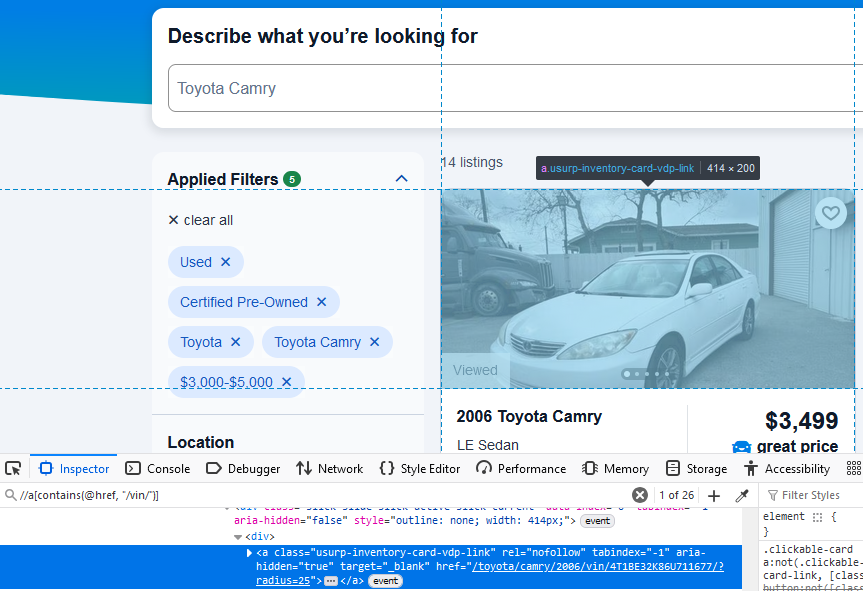 Describe what you’re looking for
Toyota Camry
Applied Filters 5
14 listings
a.usurp-inventory-card-vdp-link 414 × 200
✕ clear all
Used ✕
Certified Pre-Owned ✕
Toyota ✕ Toyota Camry ✕
$3,000-$5,000 ✕
Viewed
Location
2006 Toyota Camry
$3,499
LE Sedan
great price
Inspector Console Debugger Network Style Editor Performance Memory Storage Accessibility
//a[contains(@href, "/vin/")]
1 of 26
Filter Styles
aria-hidden="false" style="outline: none; width: 414px;"> event
<div>
<a class="usurp-inventory-card-vdp-link" rel="nofollow" tabindex="-1" aria-
hidden="true" target="_blank" href="/toyota/camry/2006/vin/4T1BE32K86U711677/?
radius=25"> </a> event
element {
}
.clickable-card
a:not(.clickable-
card-link, [class
button:not([class